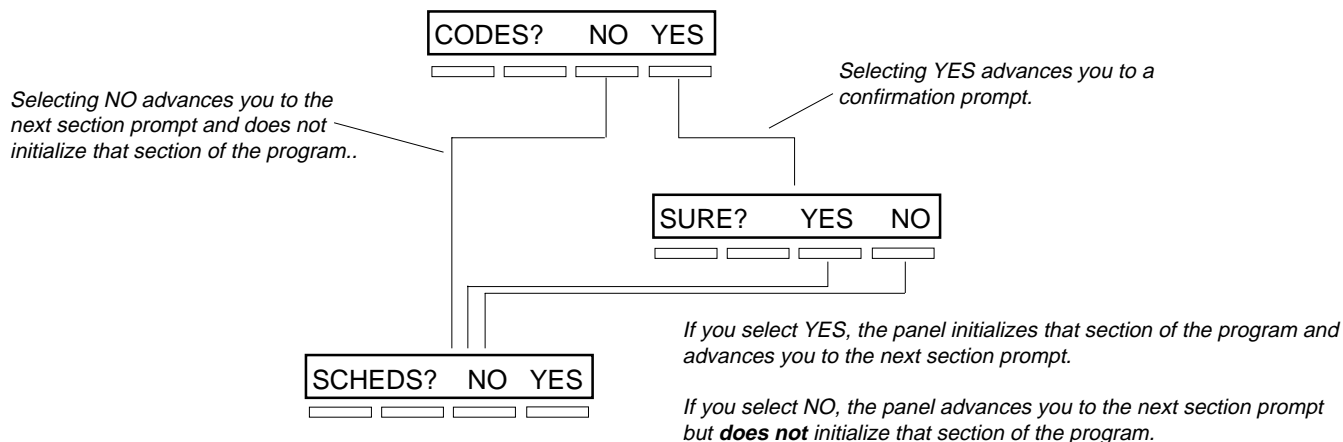 CODES? NO YES
Selecting YES advances you to a
confirmation prompt.
Selecting NO advances you to the
next section prompt and does not
initialize that section of the program..
SURE? YES NO
If you select YES, the panel initializes that section of the program and
advances you to the next section prompt.
SCHEDS? NO YES
If you select NO, the panel advances you to the next section prompt
but does not initialize that section of the program.